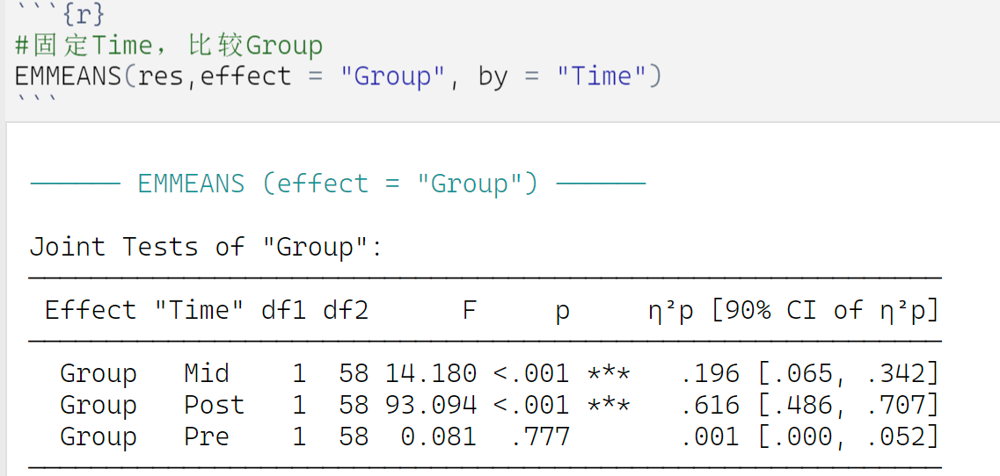 ```{r}
#固定Time，比较Group
EMMEANS(res,effect = "Group", by = "Time")
```
—————— EMMEANS (effect = "Group") ——————
Joint Tests of "Group":
Effect "Time" df1 df2 F p η²p [90% CI of η²p]
Group Mid 1 58 14.180 <.001 *** .196 [.065, .342]
Group Post 1 58 93.094 <.001 *** .616 [.486, .707]
Group Pre 1 58 0.081 .777 .001 [.000, .052]